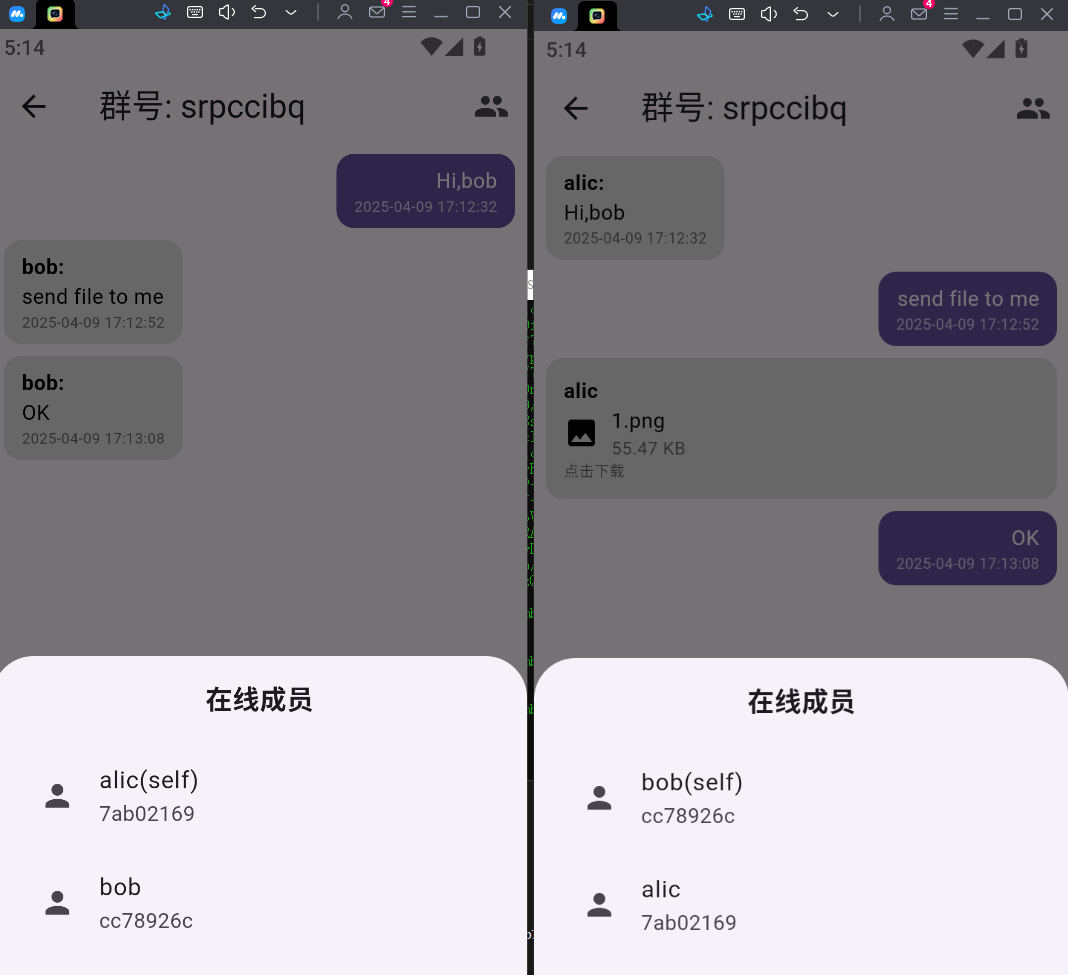 4
5:14
群号: srpccibq
Hi,bob
2025-04-09 17:12:32
bob:
send file to me
2025-04-09 17:12:52
bob:
OK
2025-04-09 17:13:08
在线成员
alic(self)
7ab02169
bob
cc78926c
4
5:14
群号: srpccibq
alic:
Hi,bob
2025-04-09 17:12:32
send file to me
2025-04-09 17:12:52
alic
1.png
55.47 KB
点击下载
OK
2025-04-09 17:13:08
在线成员
bob(self)
cc78926c
alic
7ab02169